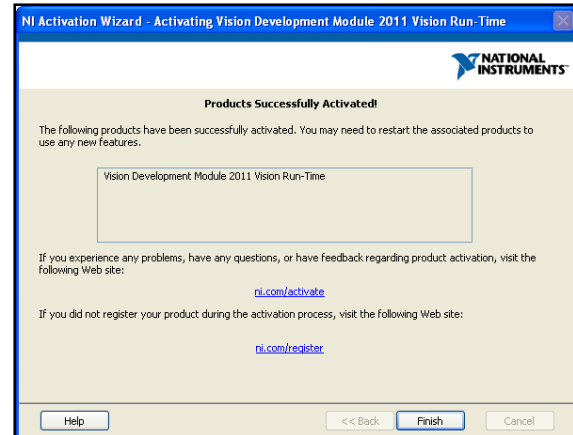 NI Activation Wizard - Activating Vision Development Module 2011 Vision Run-Time
NATIONAL
INSTRUMENTS™
Products Successfully Activated!
The following products have been successfully activated. You may need to restart the associated products to
use any new features.
Vision Development Module 2011 Vision Run-Time
If you experience any problems, have any questions, or have feedback regarding product activation, visit the
following Web site:
ni.com/activate
If you did not register your product during the activation process, visit the following Web site:
ni.com/register
Help
<< Back
Finish
Cancel